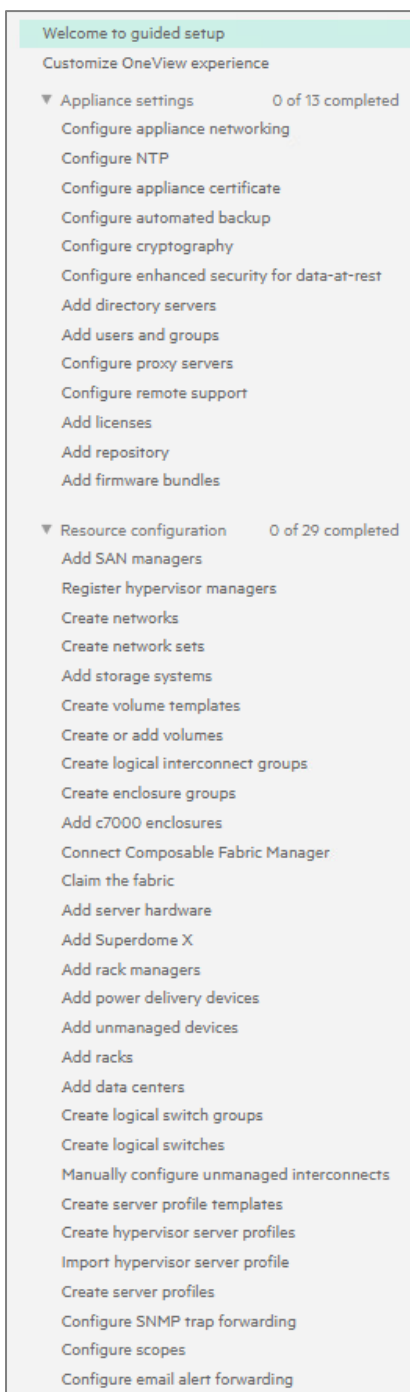 Welcome to guided setup
Customize OneView experience
Appliance settings 0 of 13 completed
Configure appliance networking
Configure NTP
Configure appliance certificate
Configure automated backup
Configure cryptography
Configure enhanced security for data-at-rest
Add directory servers
Add users and groups
Configure proxy servers
Configure remote support
Add licenses
Add repository
Add firmware bundles
Resource configuration 0 of 29 completed
Add SAN managers
Register hypervisor managers
Create networks
Create network sets
Add storage systems
Create volume templates
Create or add volumes
Create logical interconnect groups
Create enclosure groups
Add c7000 enclosures
Connect Composable Fabric Manager
Claim the fabric
Add server hardware
Add Superdome X
Add rack managers
Add power delivery devices
Add unmanaged devices
Add racks
Add data centers
Create logical switch groups
Create logical switches
Manually configure unmanaged interconnects
Create server profile templates
Create hypervisor server profiles
Import hypervisor server profile
Create server profiles
Configure SNMP trap forwarding
Configure scopes
Configure email alert forwarding